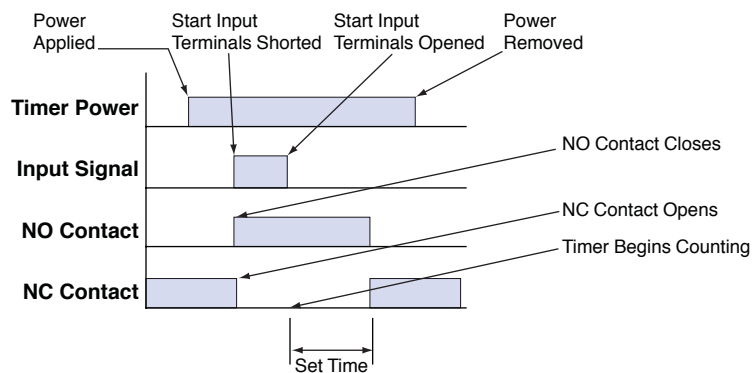 Power
Applied
Start Input
Terminals Shorted
Start Input
Terminals Opened
Power
Removed
Timer Power
Input Signal
NO Contact Closes
NO Contact
NC Contact Opens
Timer Begins Counting
NC Contact
Set Time